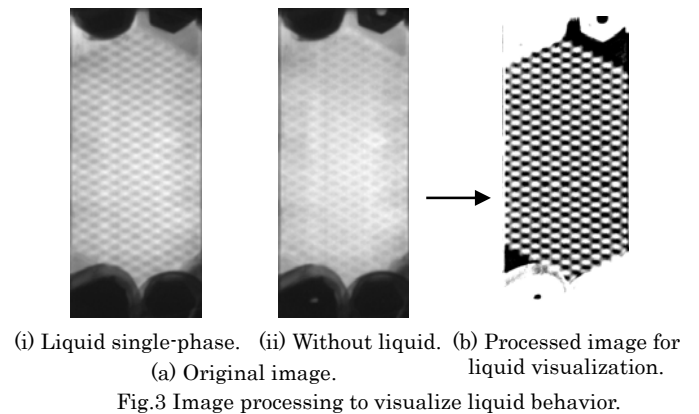 (i) Liquid single-phase. (ii) Without liquid. (b) Processed image for
liquid visualization.
(a) Original image.
Fig.3 Image processing to visualize liquid behavior.